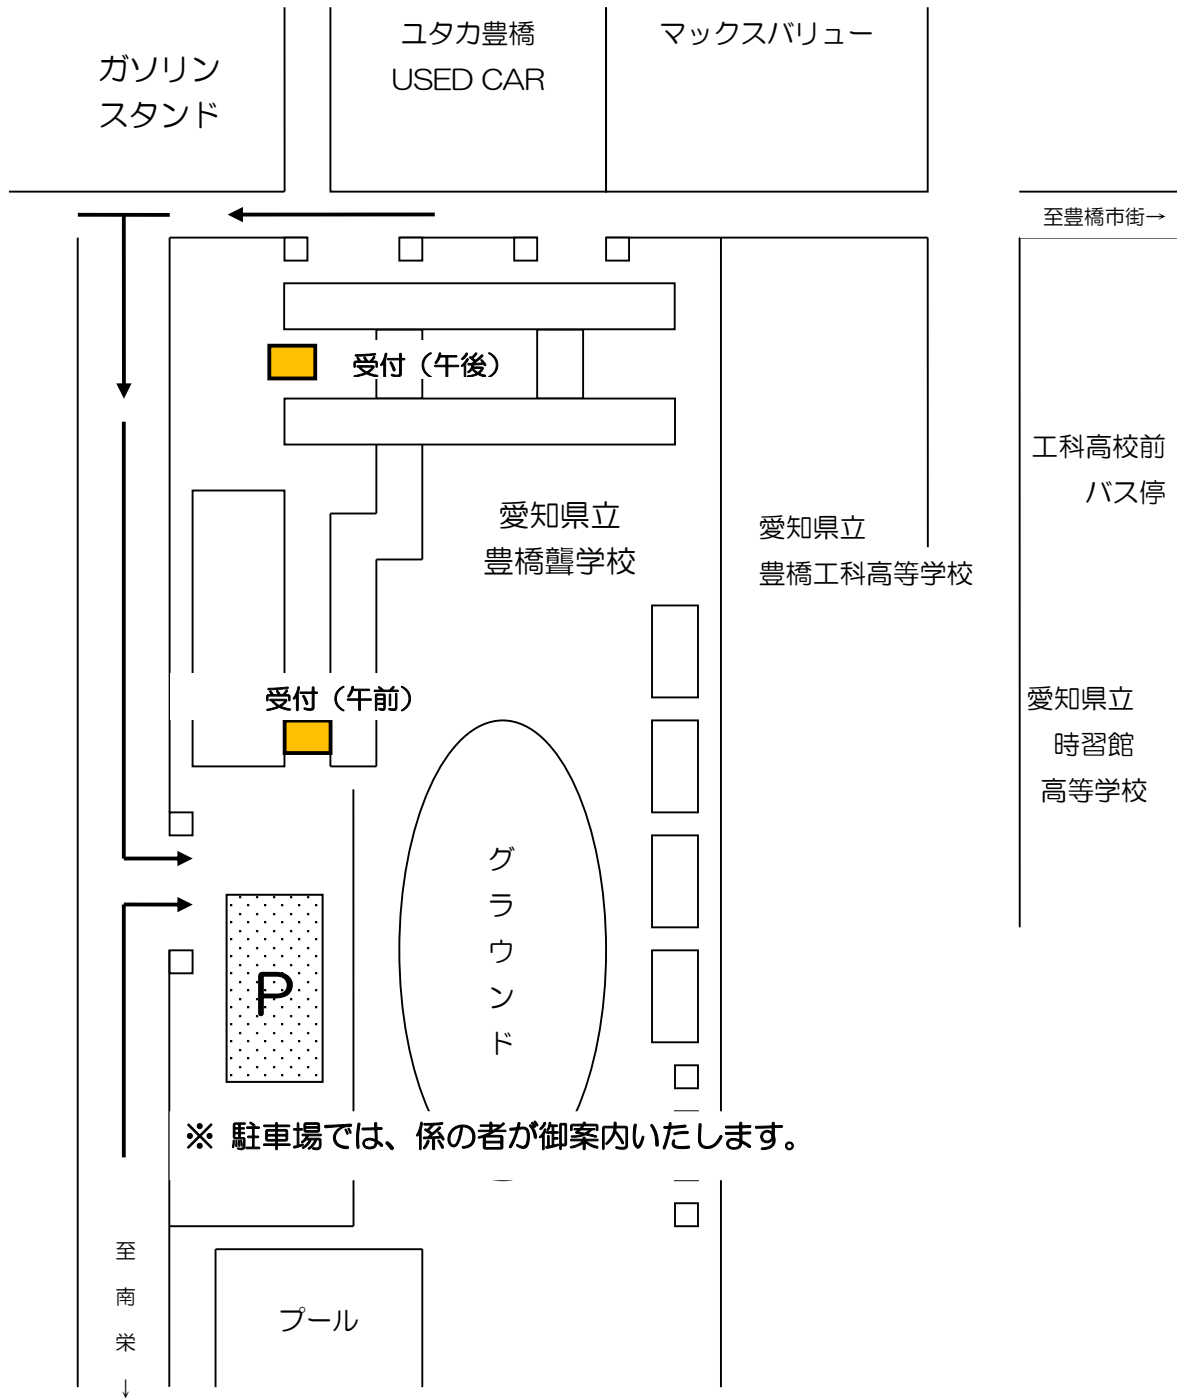 ガソリン
スタンド
ユタカ豊橋
USED CAR
マックスバリュー
至豊橋市街→
受付（午後）
工科高校前
バス停
愛知県立
豊橋聾学校
愛知県立
豊橋工科高等学校
受付（午前）
愛知県立
時習館
高等学校
グラウンド
P
※ 駐車場では、係の者が御案内いたします。
至南栄↓
プール